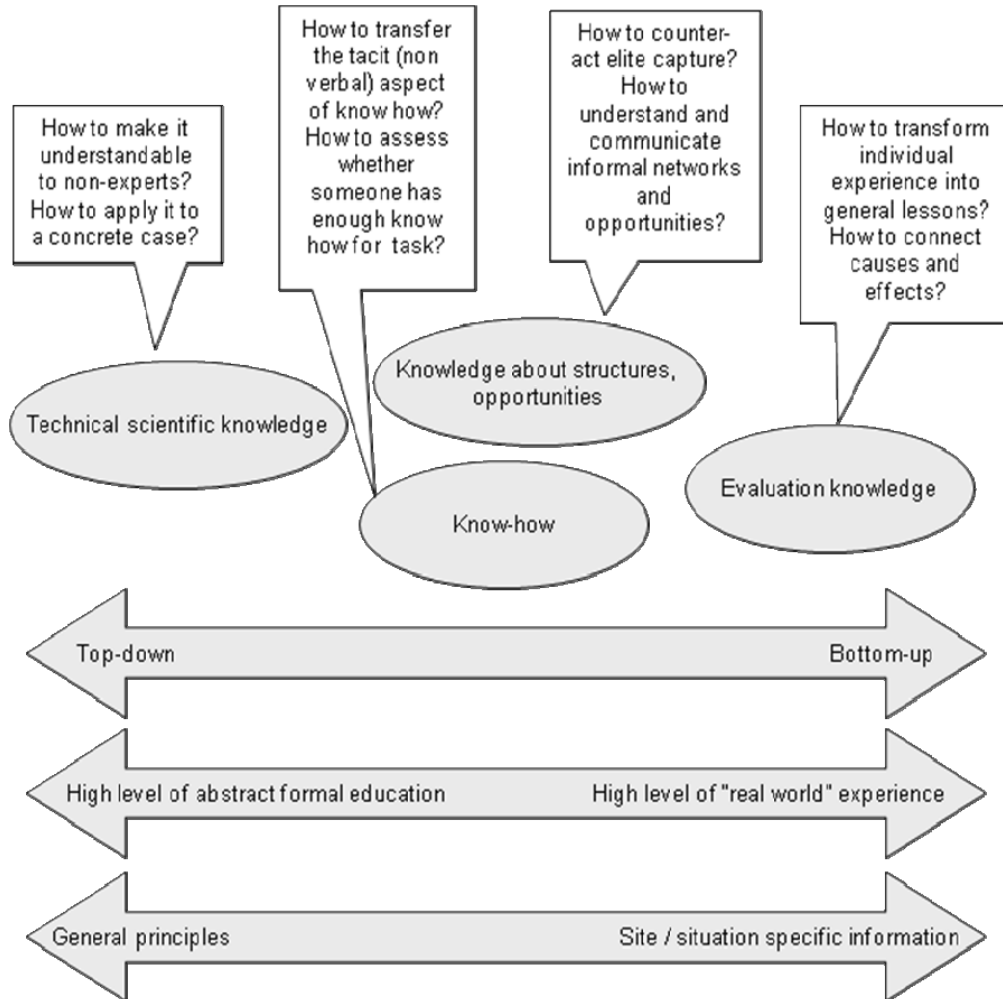 How to make it
understandable
to non-experts?
How to apply it to
a concrete case?
How to transfer
the tacit (non
verbal) aspect
of know how?
How to assess
whether
someone has
enough know
how for task?
How to counter-
act elite capture?
How to
understand and
communicate
informal networks
and
opportunities?
How to transform
individual
experience into
general lessons?
How to connect
causes and
effects?
Technical scientific knowledge
Knowledge about structures,
opportunities
Know-how
Evaluation knowledge
Top-down
Bottom-up
High level of abstract formal education
High level of "real world" experience
General principles
Site / situation specific information